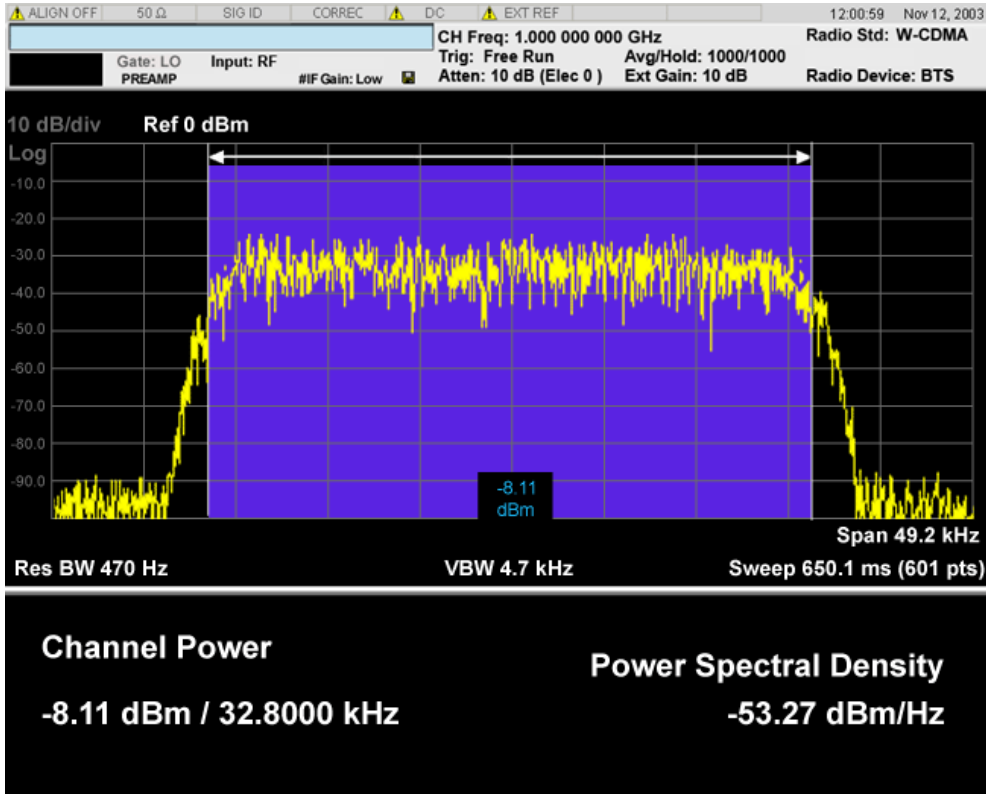 ALIGN OFF 50 Ω SIG ID CORREC DC EXT REF 12:00:59 Nov 12, 2003
CH Freq: 1.000 000 000 GHz Radio Std: W-CDMA
Gate: LO Input: RF Trig: Free Run Avg/Hold: 1000/1000
PREAMP #IF Gain: Low Atten: 10 dB (Elec 0 ) Ext Gain: 10 dB Radio Device: BTS
10 dB/div Ref 0 dBm
Log
-10.0
-20.0
-30.0
-40.0
-50.0
-60.0
-70.0
-80.0
-90.0
-8.11
dBm
Span 49.2 kHz
Res BW 470 Hz VBW 4.7 kHz Sweep 650.1 ms (601 pts)
Channel Power
Power Spectral Density
-8.11 dBm / 32.8000 kHz -53.27 dBm/Hz